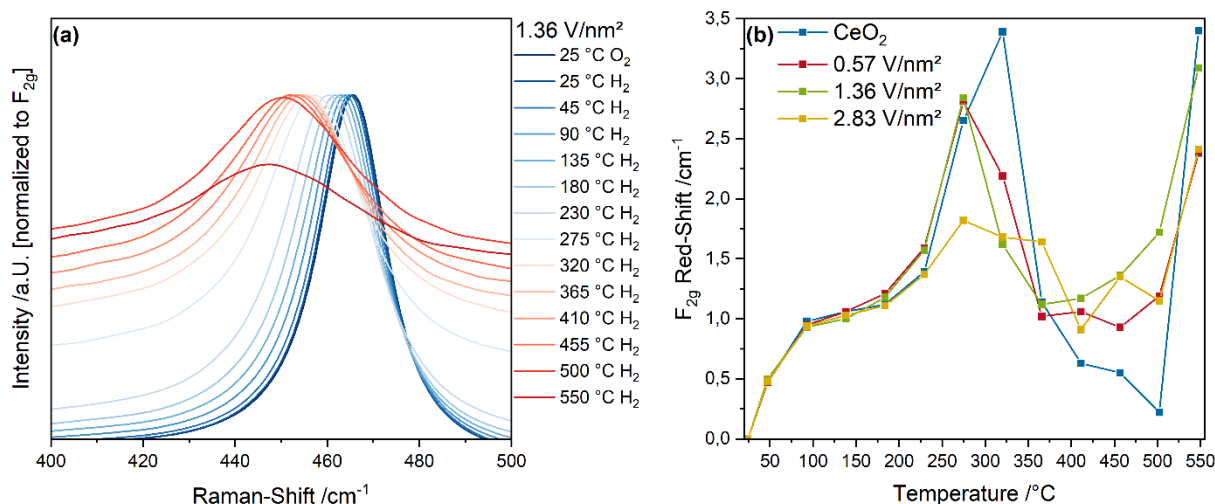 (a)
1.36 V/nm²
25 °C O₂
25 °C H₂
45 °C H₂
90 °C H₂
135 °C H₂
180 °C H₂
230 °C H₂
275 °C H₂
320 °C H₂
365 °C H₂
410 °C H₂
455 °C H₂
500 °C H₂
550 °C H₂
Intensity /a.U. [normalized to F₂g]
400 420 440 460 480 500
Raman-Shift /cm⁻¹
(b)
CeO₂
0.57 V/nm²
1.36 V/nm²
2.83 V/nm²
F₂g Red-Shift /cm⁻¹
3,5
3,0
2,5
2,0
1,5
1,0
0,5
0,0
50 100 150 200 250 300 350 400 450 500 550
Temperature /°C